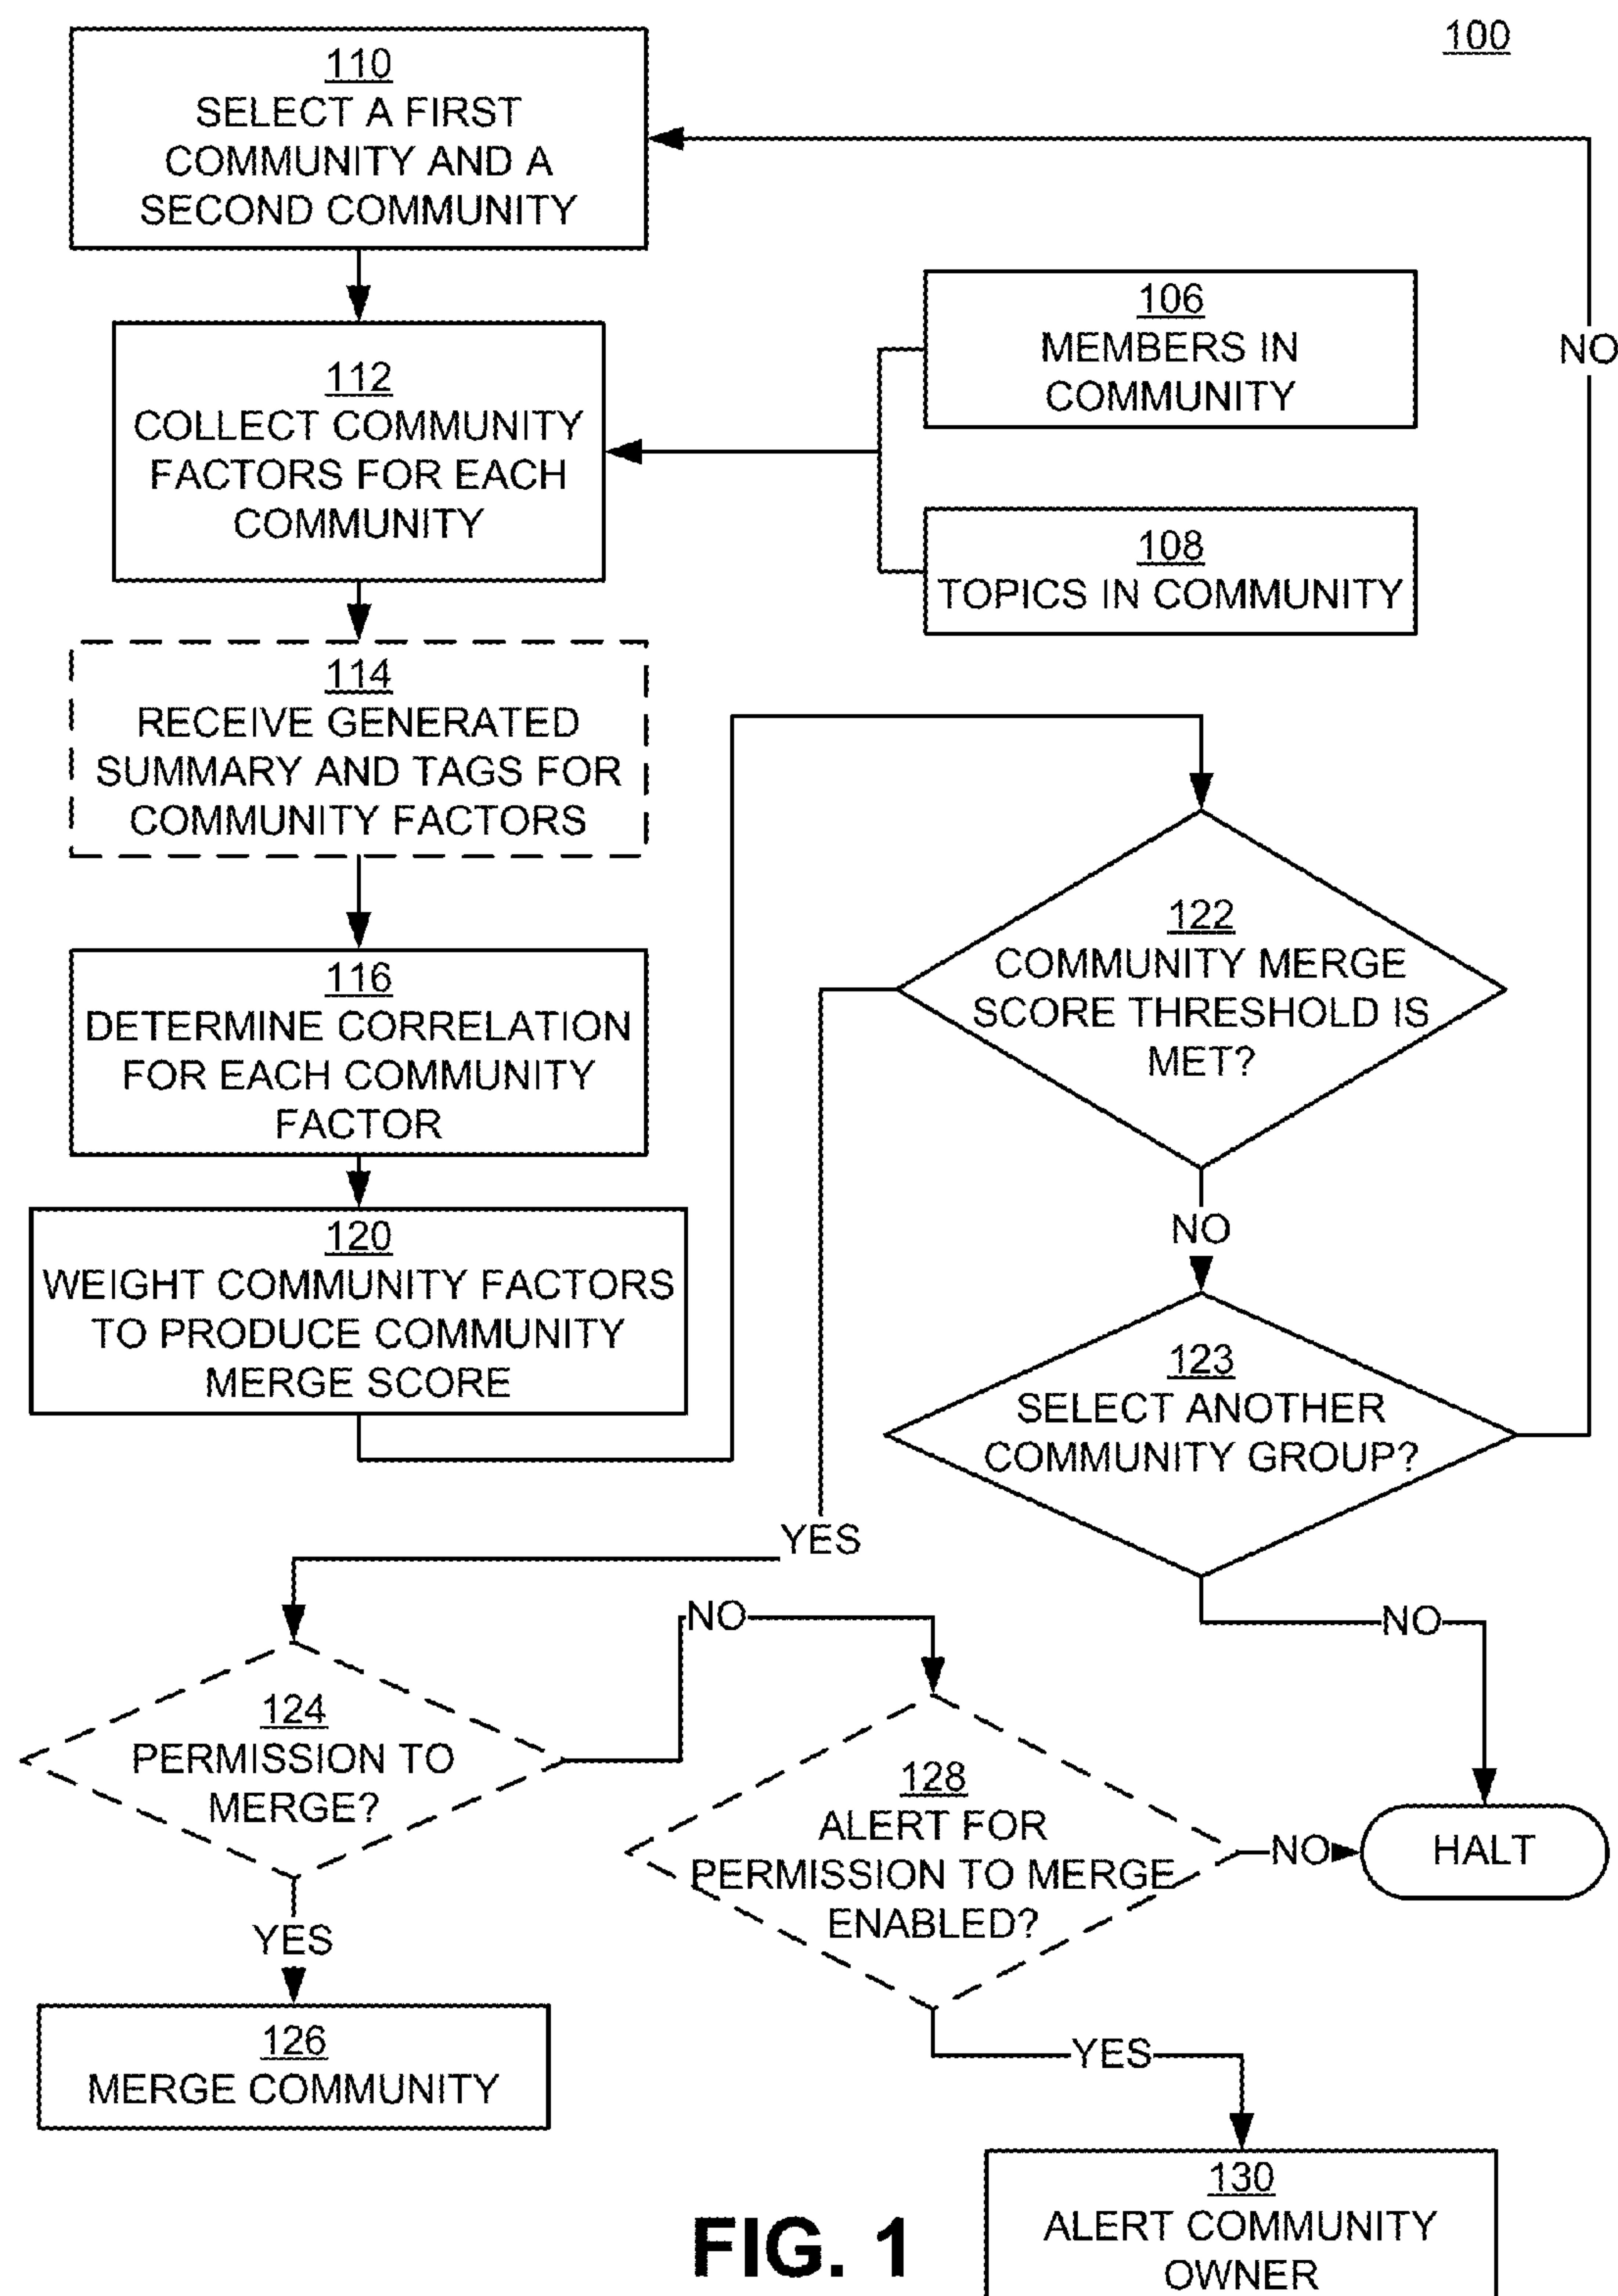 100
110
SELECT A FIRST
COMMUNITY AND A
SECOND COMMUNITY
106
MEMBERS IN
COMMUNITY
NO
112
COLLECT COMMUNITY
FACTORS FOR EACH
COMMUNITY
108
TOPICS IN COMMUNITY
114
RECEIVE GENERATED
SUMMARY AND TAGS FOR
COMMUNITY FACTORS
122
COMMUNITY MERGE
SCORE THRESHOLD IS
MET?
116
DETERMINE CORRELATION
FOR EACH COMMUNITY
FACTOR
NO
120
WEIGHT COMMUNITY FACTORS
TO PRODUCE COMMUNITY
MERGE SCORE
123
SELECT ANOTHER
COMMUNITY GROUP?
YES
NO
NO
124
PERMISSION TO
MERGE?
128
ALERT FOR
PERMISSION TO MERGE
ENABLED?
NO
HALT
YES
126
MERGE COMMUNITY
YES
130
ALERT COMMUNITY
OWNER
FIG. 1